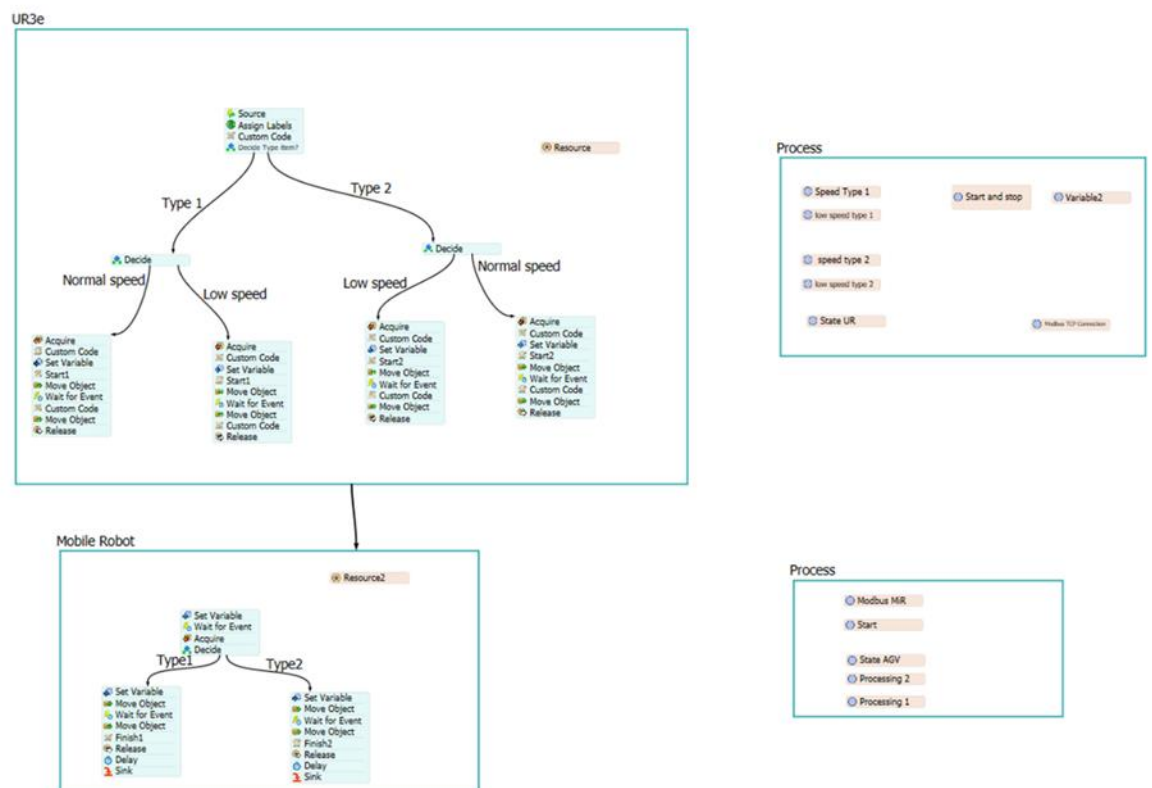 UR3e
Source
Assign Labels
Custom Code
Decide Type Item?
Resource
Type 1
Type 2
Decide
Decide
Normal speed
Low speed
Low speed
Normal speed
Acquire
Custom Code
Set Variable
Start1
Move Object
Wait for Event
Custom Code
Move Object
Release
Acquire
Custom Code
Set Variable
Start1
Move Object
Wait for Event
Move Object
Custom Code
Release
Acquire
Custom Code
Set Variable
Start2
Move Object
Wait for Event
Custom Code
Move Object
Release
Acquire
Custom Code
Set Variable
Start2
Move Object
Wait for Event
Custom Code
Move Object
Release
Process
Speed Type 1
low speed type 1
speed type 2
low speed type 2
State UR
Start and stop
Variable2
Modbus TCP Connection
Mobile Robot
Resource2
Set Variable
Wait for Event
Acquire
Decide
Type1
Type2
Set Variable
Move Object
Wait for Event
Move Object
Finish1
Release
Delay
Sink
Set Variable
Move Object
Wait for Event
Move Object
Finish2
Release
Delay
Sink
Process
Modbus MiR
Start
State AGV
Processing 2
Processing 1